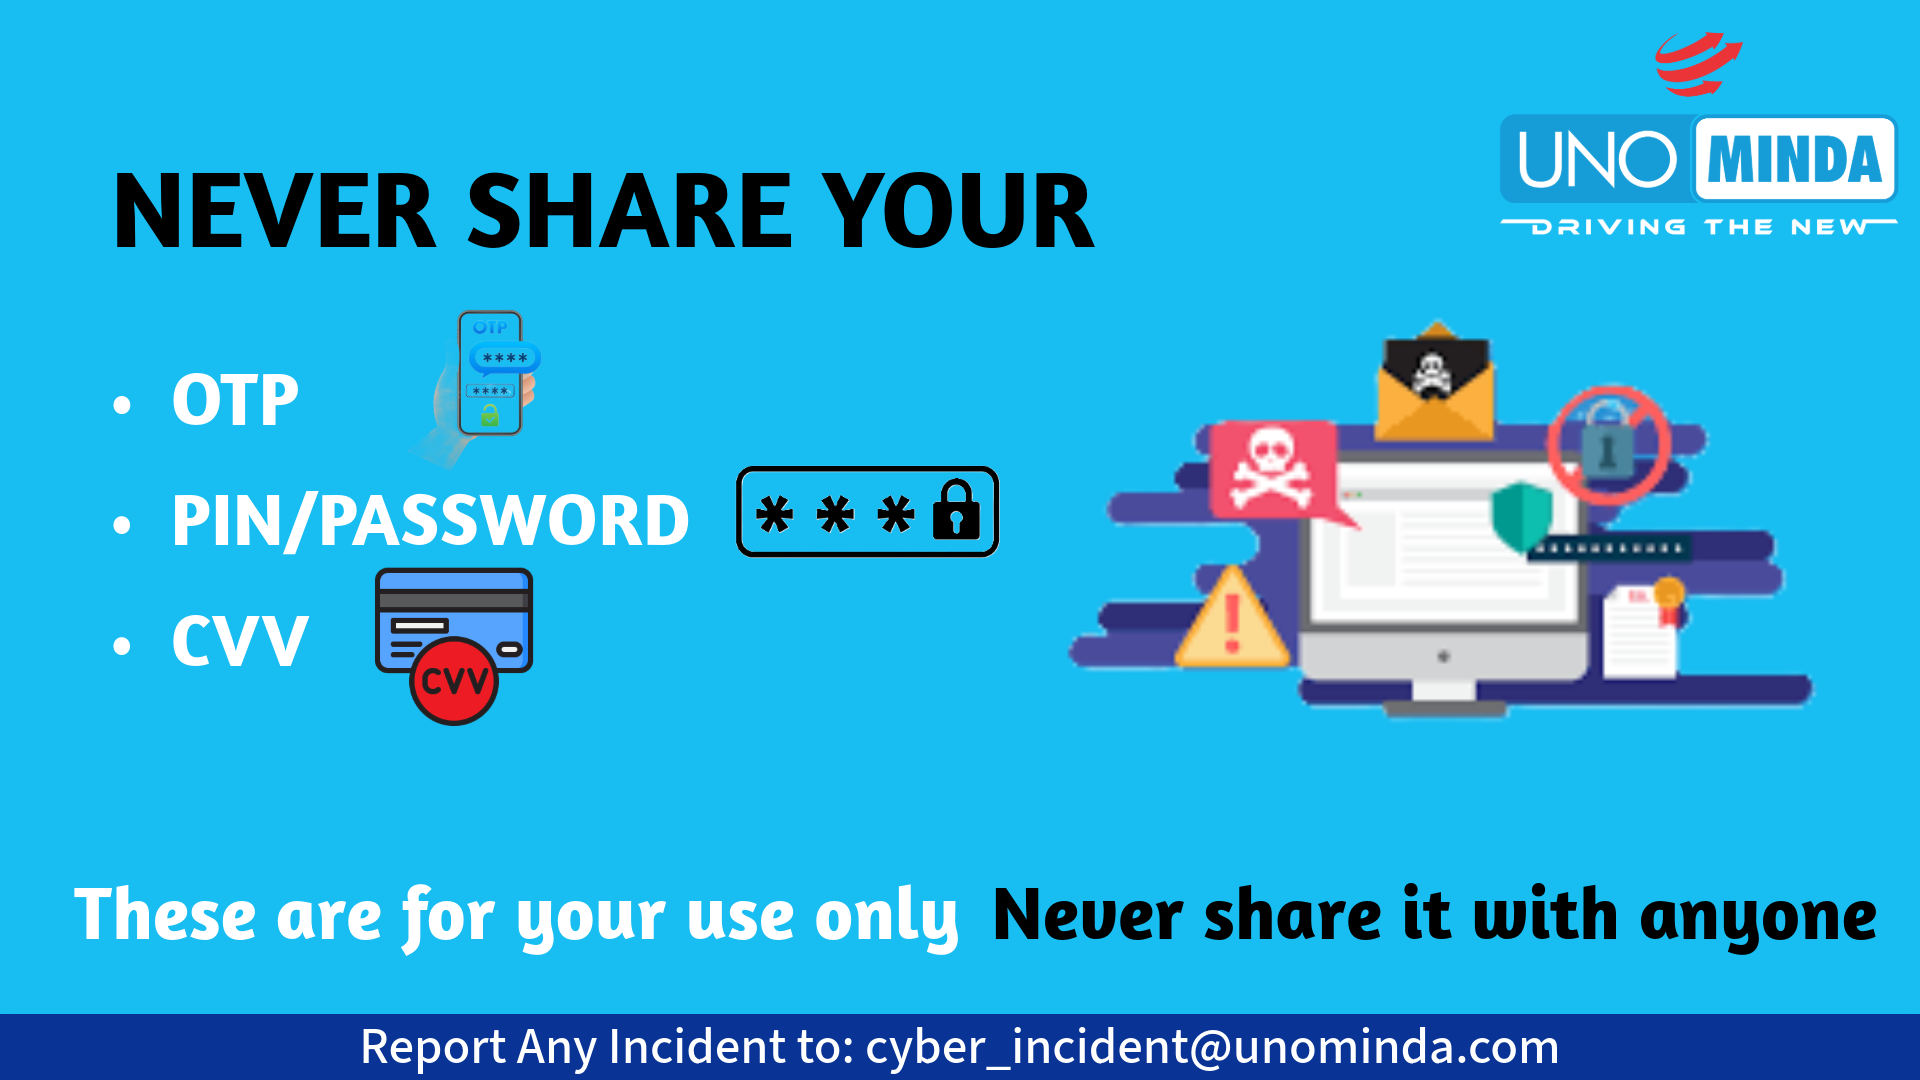 UNO MINDA
DRIVING THE NEW
NEVER SHARE YOUR
OTP
****
****
• OTP
• PIN/PASSWORD
* * *
• CVV
CVV
These are for your use only Never share it with anyone
Report Any Incident to: cyber_incident@unominda.com